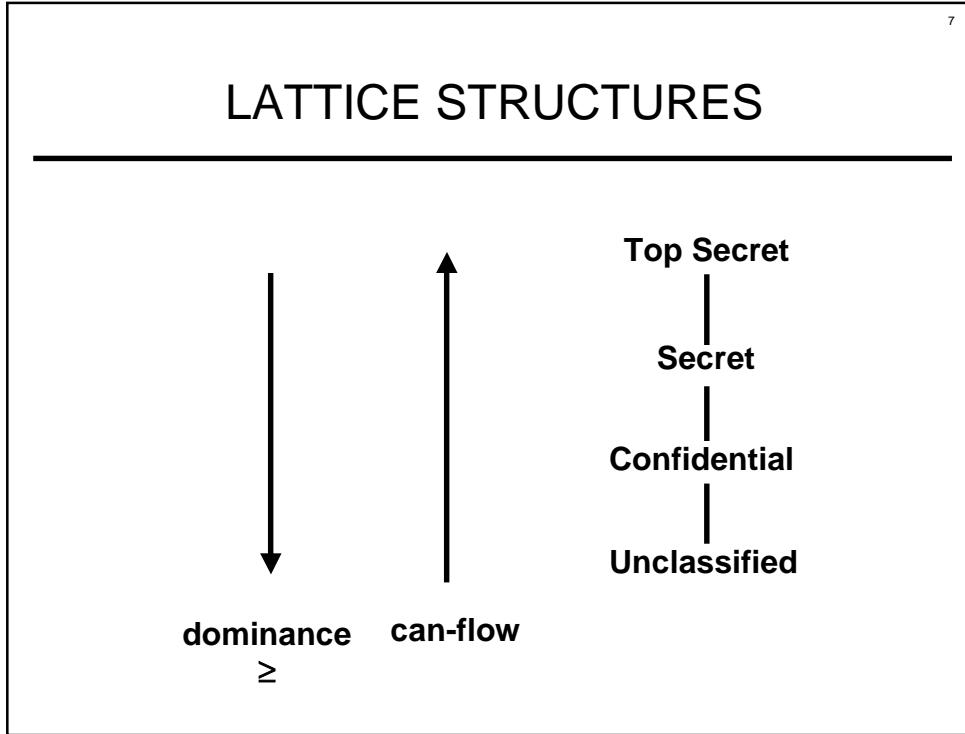 7
LATTICE STRUCTURES
Top Secret
Secret
Confidential
Unclassified
dominance
≥
can-flow